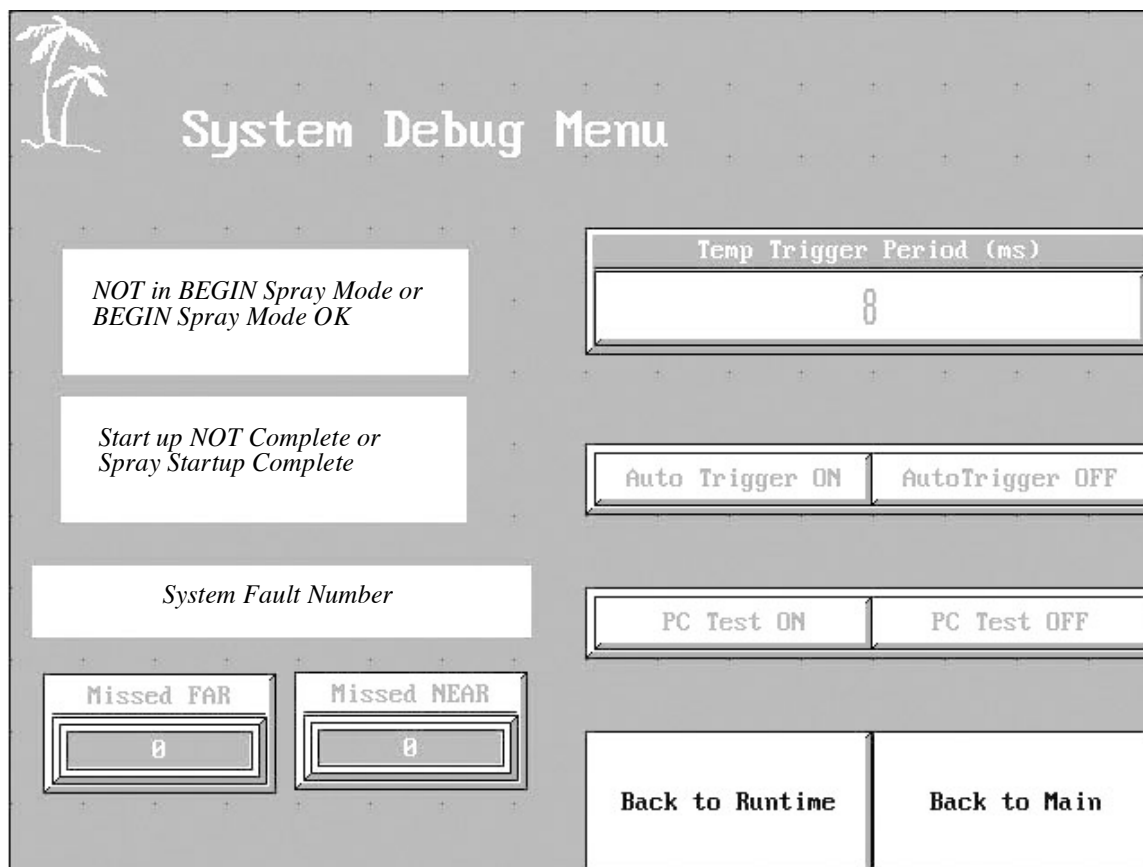 System Debug Menu
NOT in BEGIN Spray Mode or
BEGIN Spray Mode OK
Start up NOT Complete or
Spray Startup Complete
System Fault Number
Missed FAR
0
Missed NEAR
0
Temp Trigger Period (ms)
8
Auto Trigger ON
AutoTrigger OFF
PC Test ON
PC Test OFF
Back to Runtime
Back to Main